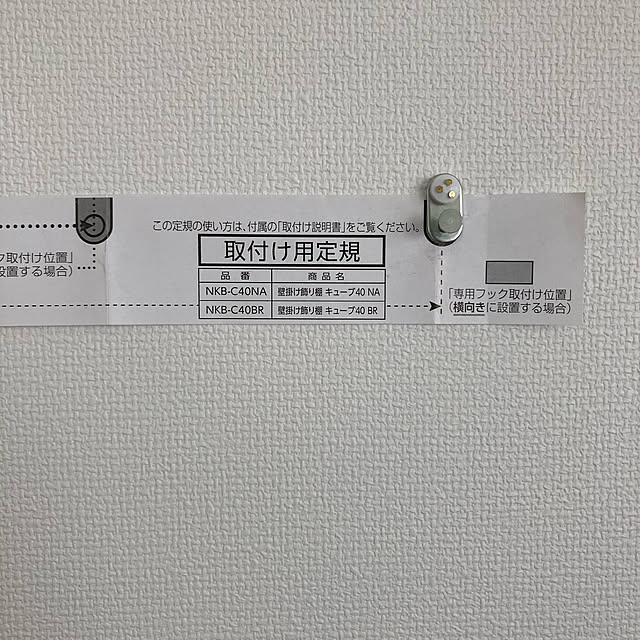 この定規の使い方は、付属の「取付け説明書」をご覧ください。
取付け用定規
品 番 商 品 名
NKB-C40NA 壁掛け飾り棚 キューブ40 NA
NKB-C40BR 壁掛け飾り棚 キューブ40 BR
ク取付け位置」
設置する場合)
「専用フック取付け位置」
(横向きに設置する場合)